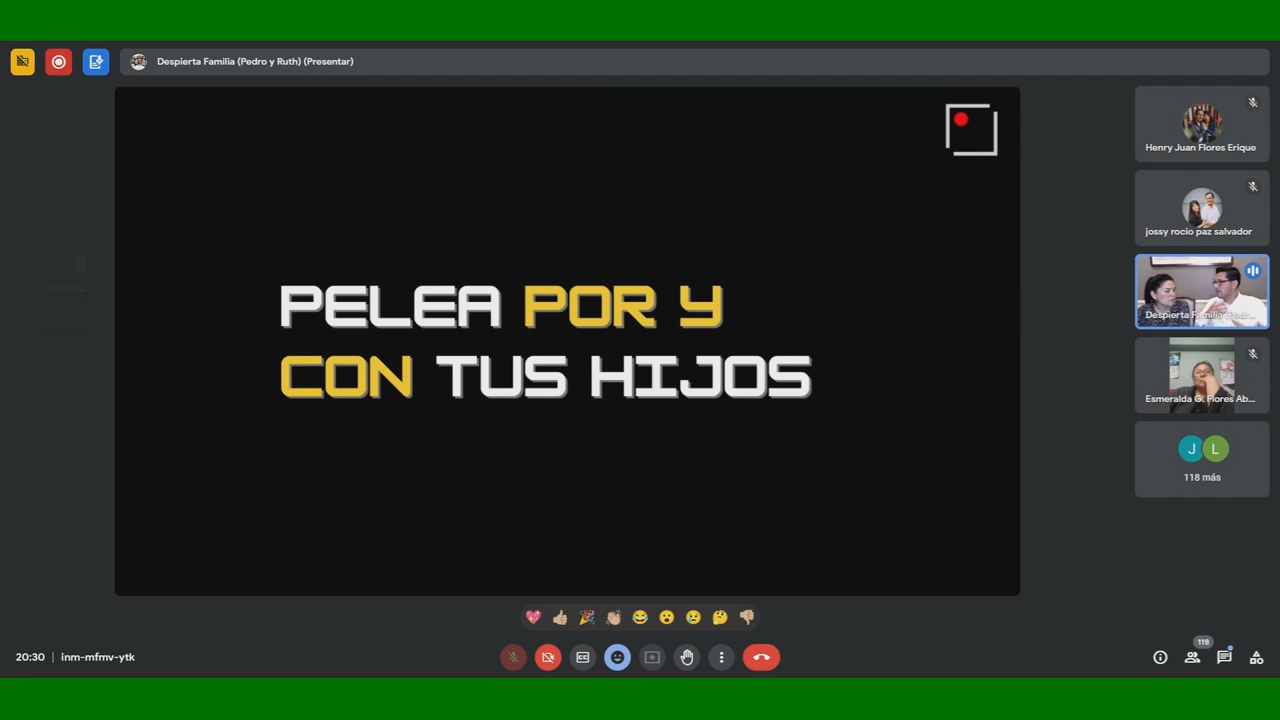 Despierta Familia (Pedro y Ruth) (Presentar)
PELEA POR Y
CON TUS HIJOS
Henry Juan Flores Erique
jossy rocio paz salvador
Despierta Familia (Pedr...
Esmeralda G. Flores Ab...
J L
118 más
20:30 | inm-mfmv-ytk
118